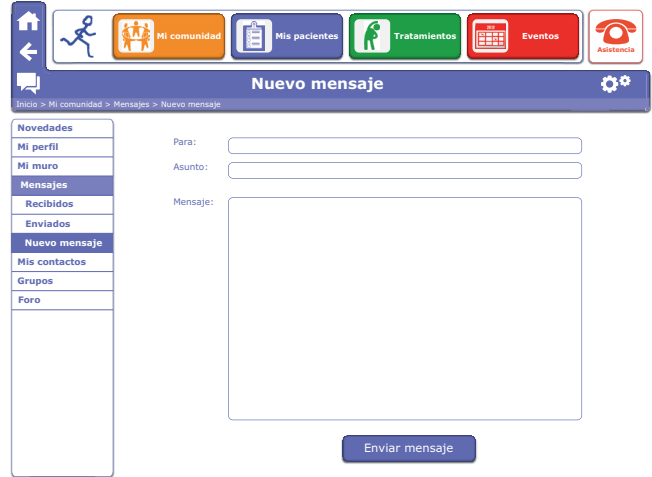 Mi comunidad
Mis pacientes
Tratamientos
Eventos
Asistencia
Nuevo mensaje
Inicio > Mi comunidad > Mensajes > Nuevo mensaje
Novedades
Mi perfil
Mi muro
Mensajes
Recibidos
Enviados
Nuevo mensaje
Mis contactos
Grupos
Foro
Para:
Asunto:
Mensaje:
Enviar mensaje